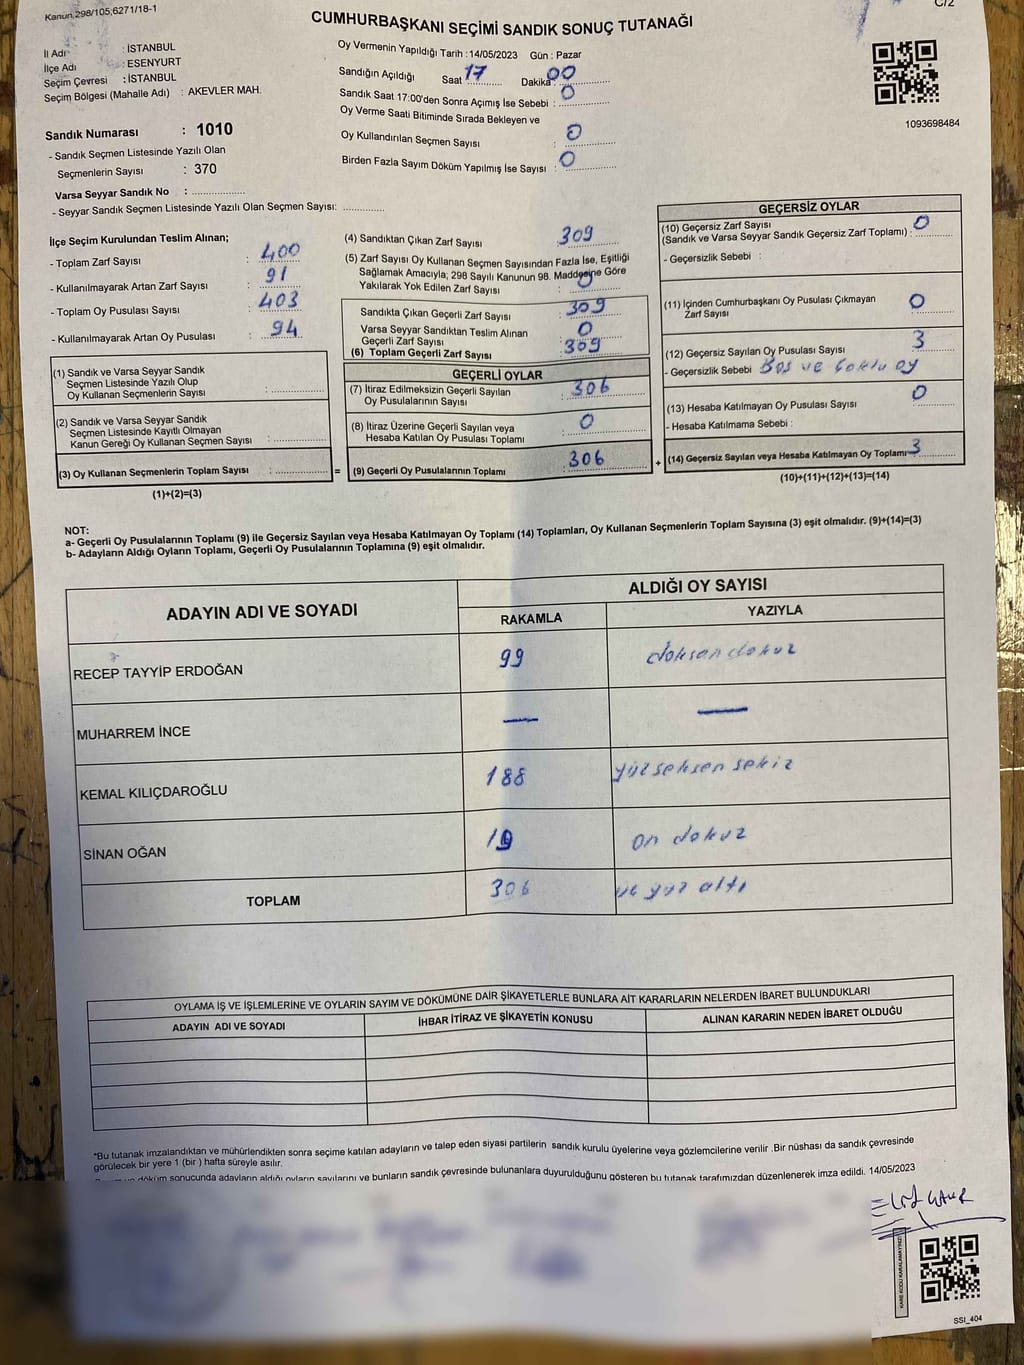 Kanun,298/105,6271/18-1
C/2
CUMHURBAŞKANI SEÇİMİ SANDIK SONUÇ TUTANAĞI
İl Adı : İSTANBUL
İlçe Adı : ESENYURT
Seçim Çevresi : İSTANBUL
Seçim Bölgesi (Mahalle Adı) : AKEVLER MAH.
Sandık Numarası : 1010
- Sandık Seçmen Listesinde Yazılı Olan
Seçmenlerin Sayısı : 370
Varsa Seyyar Sandık No : ..................
- Seyyar Sandık Seçmen Listesinde Yazılı Olan Seçmen Sayısı: ............
Oy Vermenin Yapıldığı Tarih : 14/05/2023 Gün : Pazar
Sandığın Açıldığı Saat 17 Dakika 00
Sandık Saat 17:00'den Sonra Açımış İse Sebebi : 0
Oy Verme Saati Bitiminde Sırada Bekleyen ve
Oy Kullandırılan Seçmen Sayısı : 0
Birden Fazla Sayım Döküm Yapılmış İse Sayısı : 0
1093698484
İlçe Seçim Kurulundan Teslim Alınan;
- Toplam Zarf Sayısı : 400
- Kullanılmayarak Artan Zarf Sayısı : 91
- Toplam Oy Pusulası Sayısı : 403
- Kullanılmayarak Artan Oy Pusulası : 94
(1) Sandık ve Varsa Seyyar Sandık
Seçmen Listesinde Yazılı Olup
Oy Kullanan Seçmenlerin Sayısı :
(2) Sandık ve Varsa Seyyar Sandık
Seçmen Listesinde Kayıtlı Olmayan
Kanun Gereği Oy Kullanan Seçmen Sayısı :
(3) Oy Kullanan Seçmenlerin Toplam Sayısı :
(1)+(2)=(3)
=
(4) Sandıktan Çıkan Zarf Sayısı 309
(5) Zarf Sayısı Oy Kullanan Seçmen Sayısından Fazla İse, Eşitliği
Sağlamak Amacıyla; 298 Sayılı Kanunun 98. Maddesine Göre
Yakılarak Yok Edilen Zarf Sayısı : 0
Sandıkta Çıkan Geçerli Zarf Sayısı : 309
Varsa Seyyar Sandıktan Teslim Alınan
Geçerli Zarf Sayısı : 0
(6) Toplam Geçerli Zarf Sayısı : 309
GEÇERLİ OYLAR
(7) İtiraz Edilmeksizin Geçerli Sayılan
Oy Pusulalarının Sayısı : 306
(8) İtiraz Üzerine Geçerli Sayılan veya
Hesaba Katılan Oy Pusulası Toplamı : 0
(9) Geçerli Oy Pusulalarının Toplamı : 306
+
GEÇERSİZ OYLAR
(10) Geçersiz Zarf Sayısı
(Sandık ve Varsa Seyyar Sandık Geçersiz Zarf Toplamı) : 0
- Geçersizlik Sebebi :
(11) İçinden Cumhurbaşkanı Oy Pusulası Çıkmayan
Zarf Sayısı 0
(12) Geçersiz Sayılan Oy Pusulası Sayısı 3
- Geçersizlik Sebebi Boş ve Çoklu oy
(13) Hesaba Katılmayan Oy Pusulası Sayısı 0
- Hesaba Katılmama Sebebi :
(14) Geçersiz Sayılan veya Hesaba Katılmayan Oy Toplamı 3
(10)+(11)+(12)+(13)=(14)
NOT:
a- Geçerli Oy Pusulalarının Toplamı (9) ile Geçersiz Sayılan veya Hesaba Katılmayan Oy Toplamı (14) Toplamları, Oy Kullanan Seçmenlerin Toplam Sayısına (3) eşit olmalıdır. (9)+(14)=(3)
b- Adayların Aldığı Oyların Toplamı, Geçerli Oy Pusulalarının Toplamına (9) eşit olmalıdır.
ADAYIN ADI VE SOYADI
ALDIĞI OY SAYISI
RAKAMLA YAZIYLA
RECEP TAYYİP ERDOĞAN 99 doksan dokuz
MUHARREM İNCE — —
KEMAL KILIÇDAROĞLU 188 yüz seksen sekiz
SİNAN OĞAN 19 on dokuz
TOPLAM 306 üç yüz altı
OYLAMA İŞ VE İŞLEMLERİNE VE OYLARIN SAYIM VE DÖKÜMÜNE DAİR ŞİKAYETLERLE BUNLARA AİT KARARLARIN NELERDEN İBARET BULUNDUKLARI
ADAYIN ADI VE SOYADI İHBAR İTİRAZ VE ŞİKAYETİN KONUSU ALINAN KARARIN NEDEN İBARET OLDUĞU
*Bu tutanak imzalandıktan ve mühürlendikten sonra seçime katılan adayların ve talep eden siyasi partilerin sandık kurulu üyelerine veya gözlemcilerine verilir .Bir nüshası da sandık çevresinde
görülecek bir yere 1 (bir ) hafta süreyle asılır.
döküm sonucunda adayların aldığı oyların sayılarını ve bunların sandık çevresinde bulunanlara duyurulduğunu gösteren bu tutanak tarafımızdan düzenlenerek imza edildi. 14/05/2023
KARE KODU KARALAMAYINIZ
SSI_404